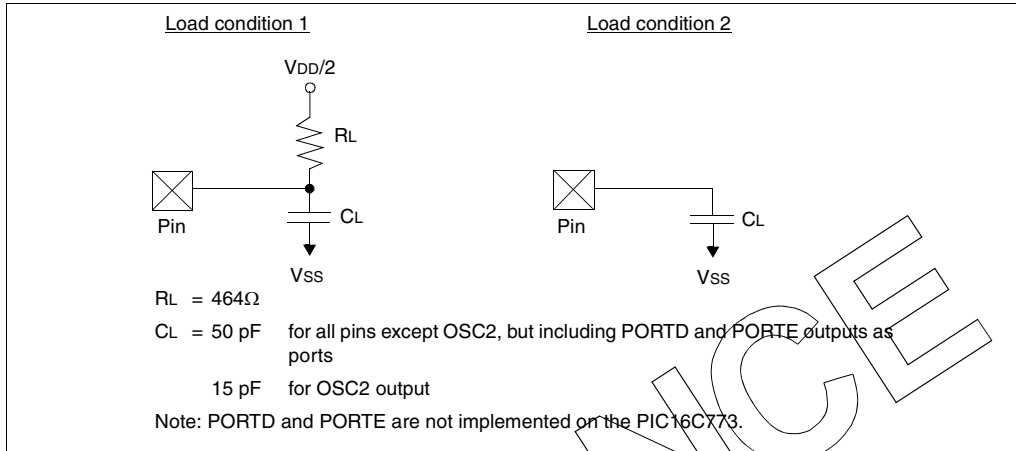 Load condition 1
Load condition 2
VDD/2
RL
Pin
CL
VSS
Pin
CL
VSS
RL = 464Ω
CL = 50 pF for all pins except OSC2, but including PORTD and PORTE outputs as
ports
15 pF for OSC2 output
Note: PORTD and PORTE are not implemented on the PIC16C773.
NCE